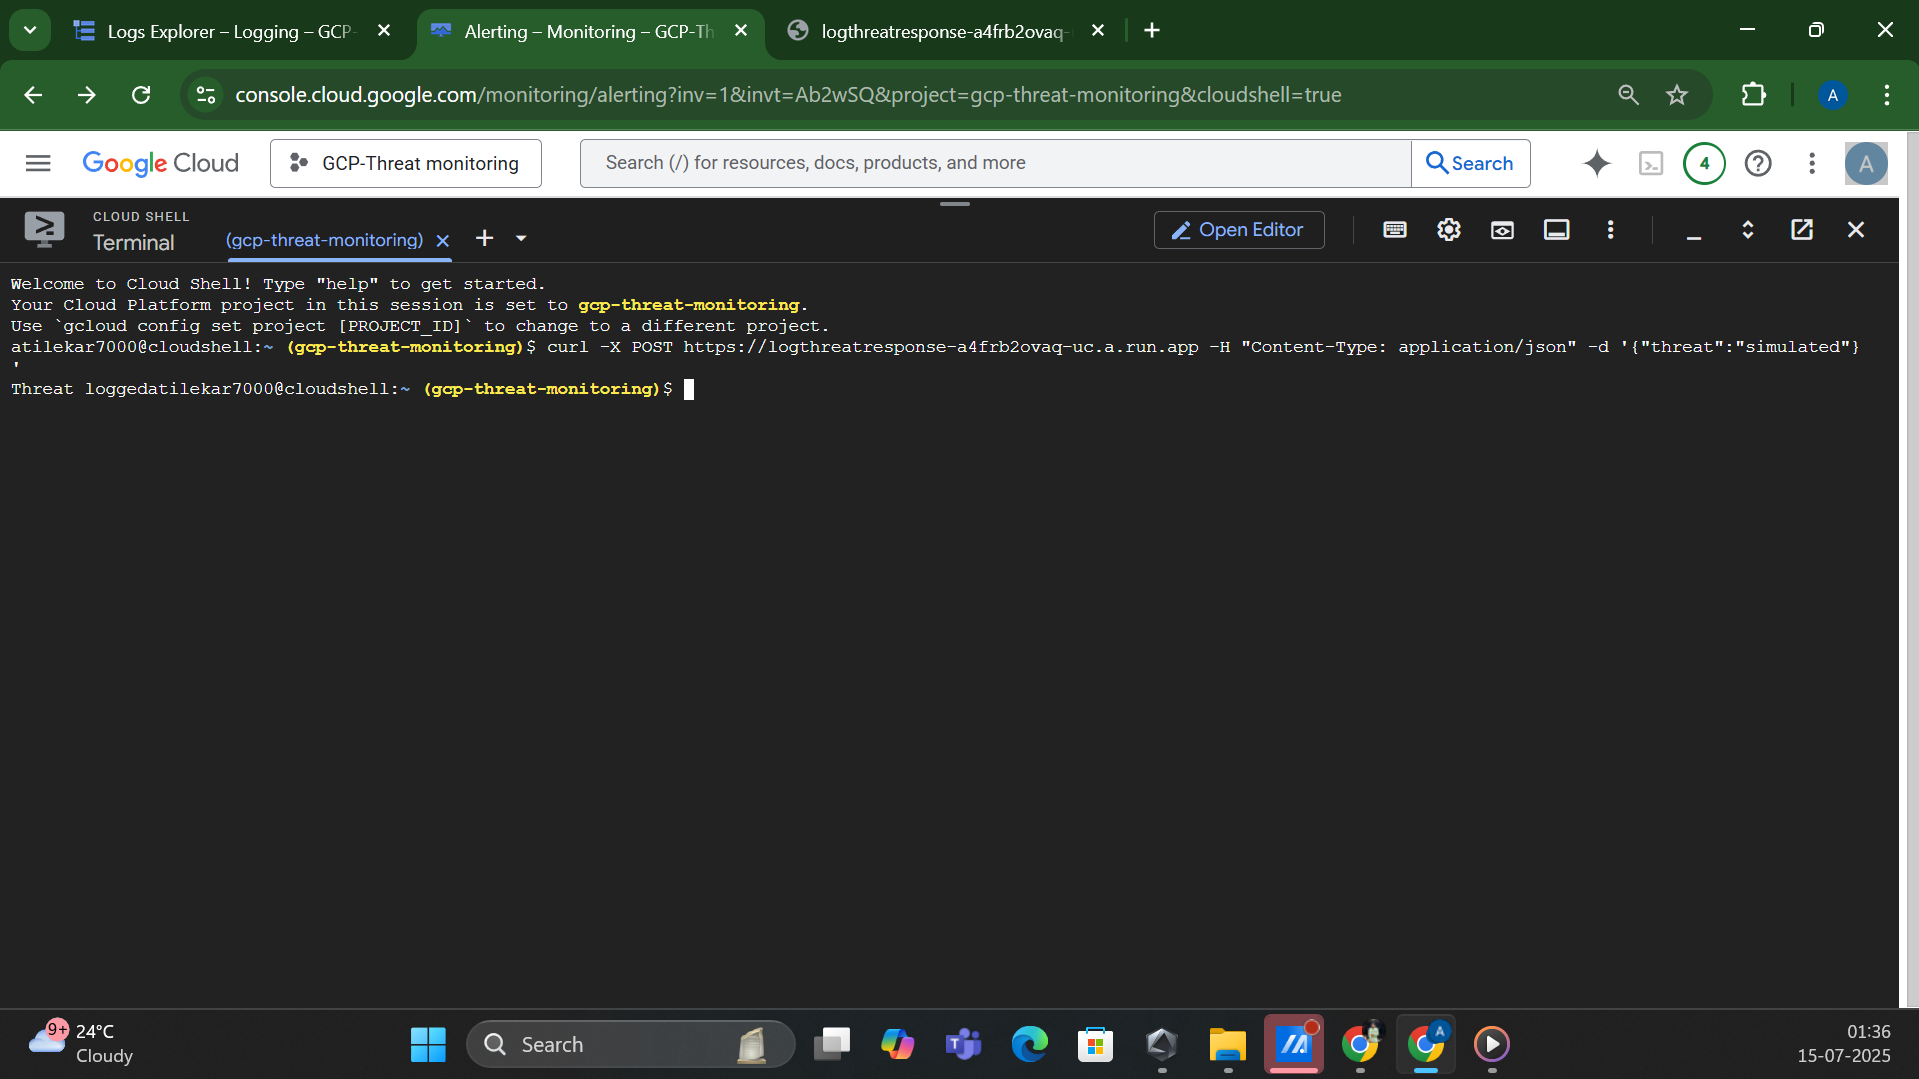 Logs Explorer – Logging – GCP-
Alerting – Monitoring – GCP-Th
logthreatresponse-a4frb2ovaq-
console.cloud.google.com/monitoring/alerting?inv=1&invt=Ab2wSQ&project=gcp-threat-monitoring&cloudshell=true
A
Google Cloud
GCP-Threat monitoring
Search (/) for resources, docs, products, and more
Search
4
A
CLOUD SHELL
Terminal
(gcp-threat-monitoring)
Open Editor
Welcome to Cloud Shell! Type "help" to get started.
Your Cloud Platform project in this session is set to gcp-threat-monitoring.
Use `gcloud config set project [PROJECT_ID]` to change to a different project.
atilekar7000@cloudshell:~ (gcp-threat-monitoring)$ curl -X POST https://logthreatresponse-a4frb2ovaq-uc.a.run.app -H "Content-Type: application/json" -d '{"threat":"simulated"}
'
Threat loggedatilekar7000@cloudshell:~ (gcp-threat-monitoring)$
9+
24°C
Cloudy
Search
T
A
01:36
15-07-2025